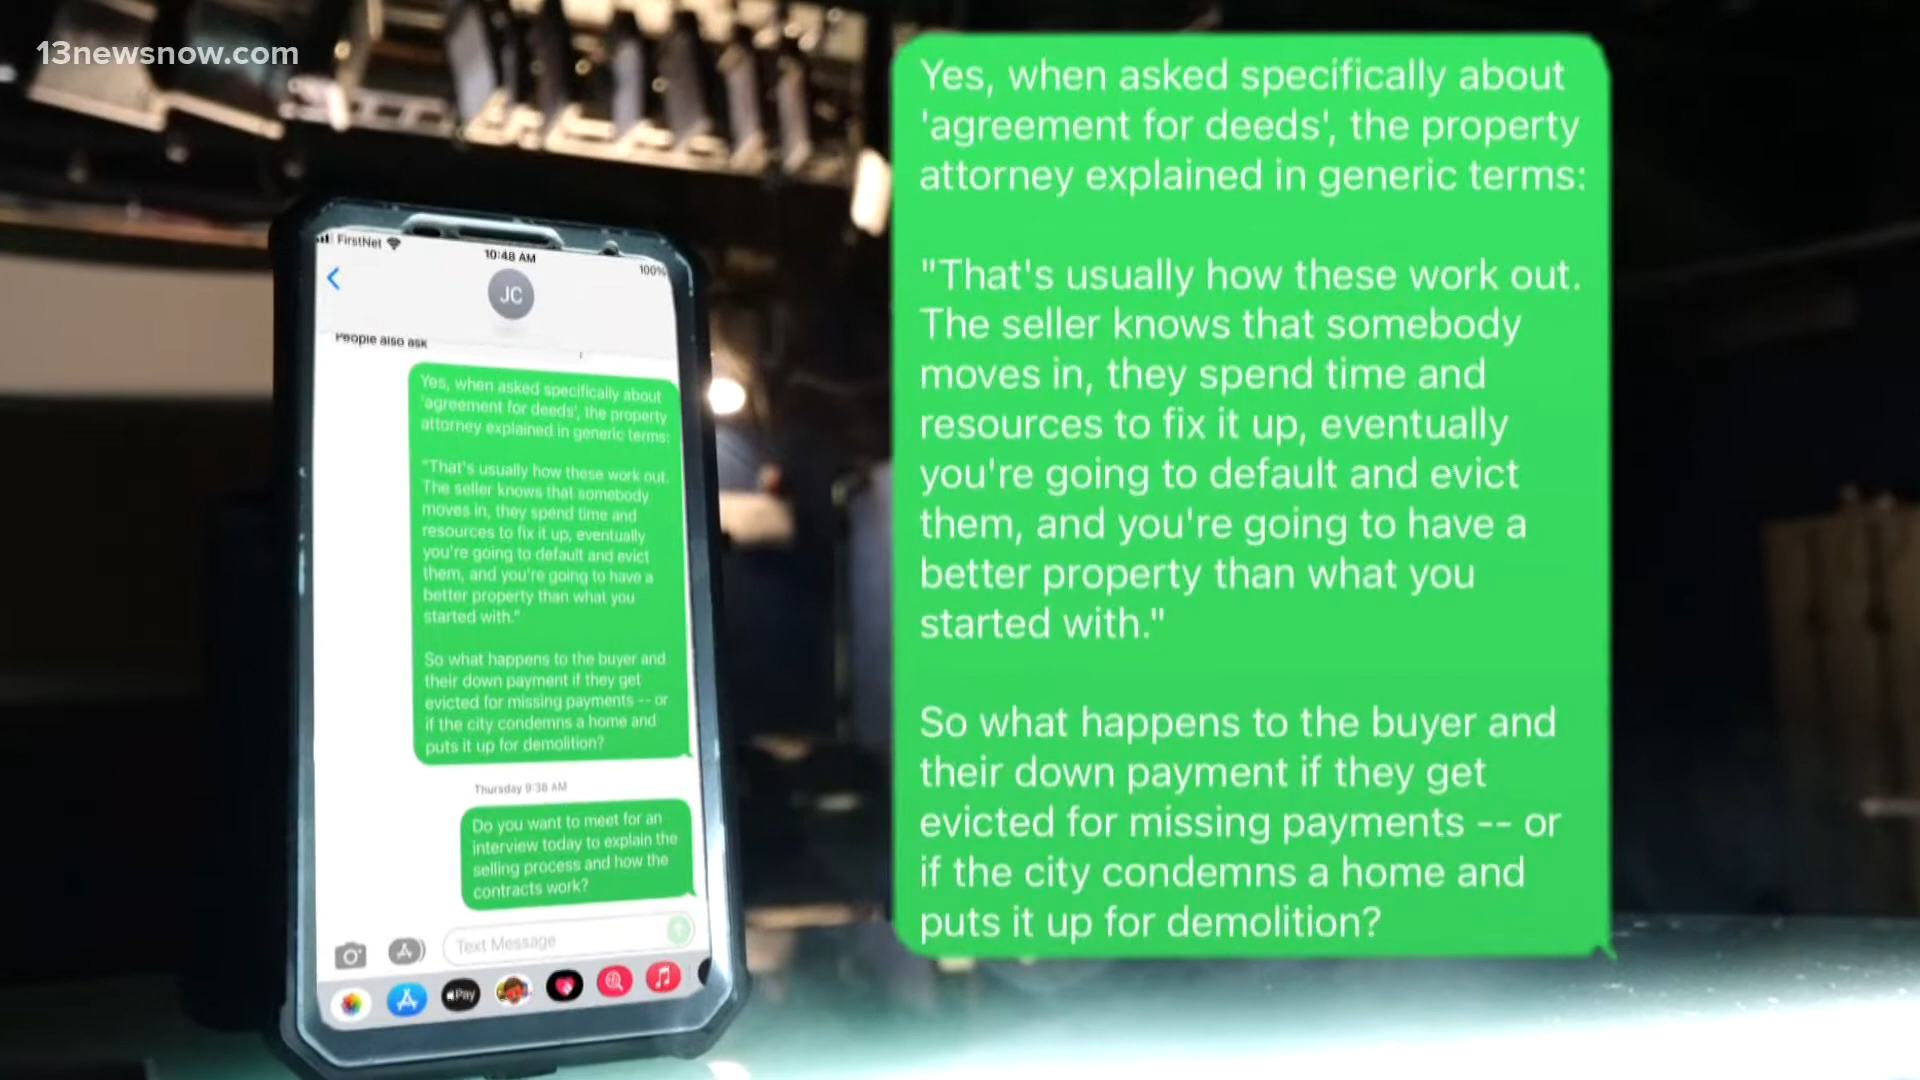 13newsnow.com
FirstNet
10:48 AM
100%
JC
People also ask
Yes, when asked specifically about
'agreement for deeds', the property
attorney explained in generic terms:
"That's usually how these work out.
The seller knows that somebody
moves in, they spend time and
resources to fix it up, eventually
you're going to default and evict
them, and you're going to have a
better property than what you
started with."
So what happens to the buyer and
their down payment if they get
evicted for missing payments -- or
if the city condemns a home and
puts it up for demolition?
Thursday 9:38 AM
Do you want to meet for an
interview today to explain the
selling process and how the
contracts work?
Text Message
Pay
Yes, when asked specifically about
'agreement for deeds', the property
attorney explained in generic terms:
"That's usually how these work out.
The seller knows that somebody
moves in, they spend time and
resources to fix it up, eventually
you're going to default and evict
them, and you're going to have a
better property than what you
started with."
So what happens to the buyer and
their down payment if they get
evicted for missing payments -- or
if the city condemns a home and
puts it up for demolition?